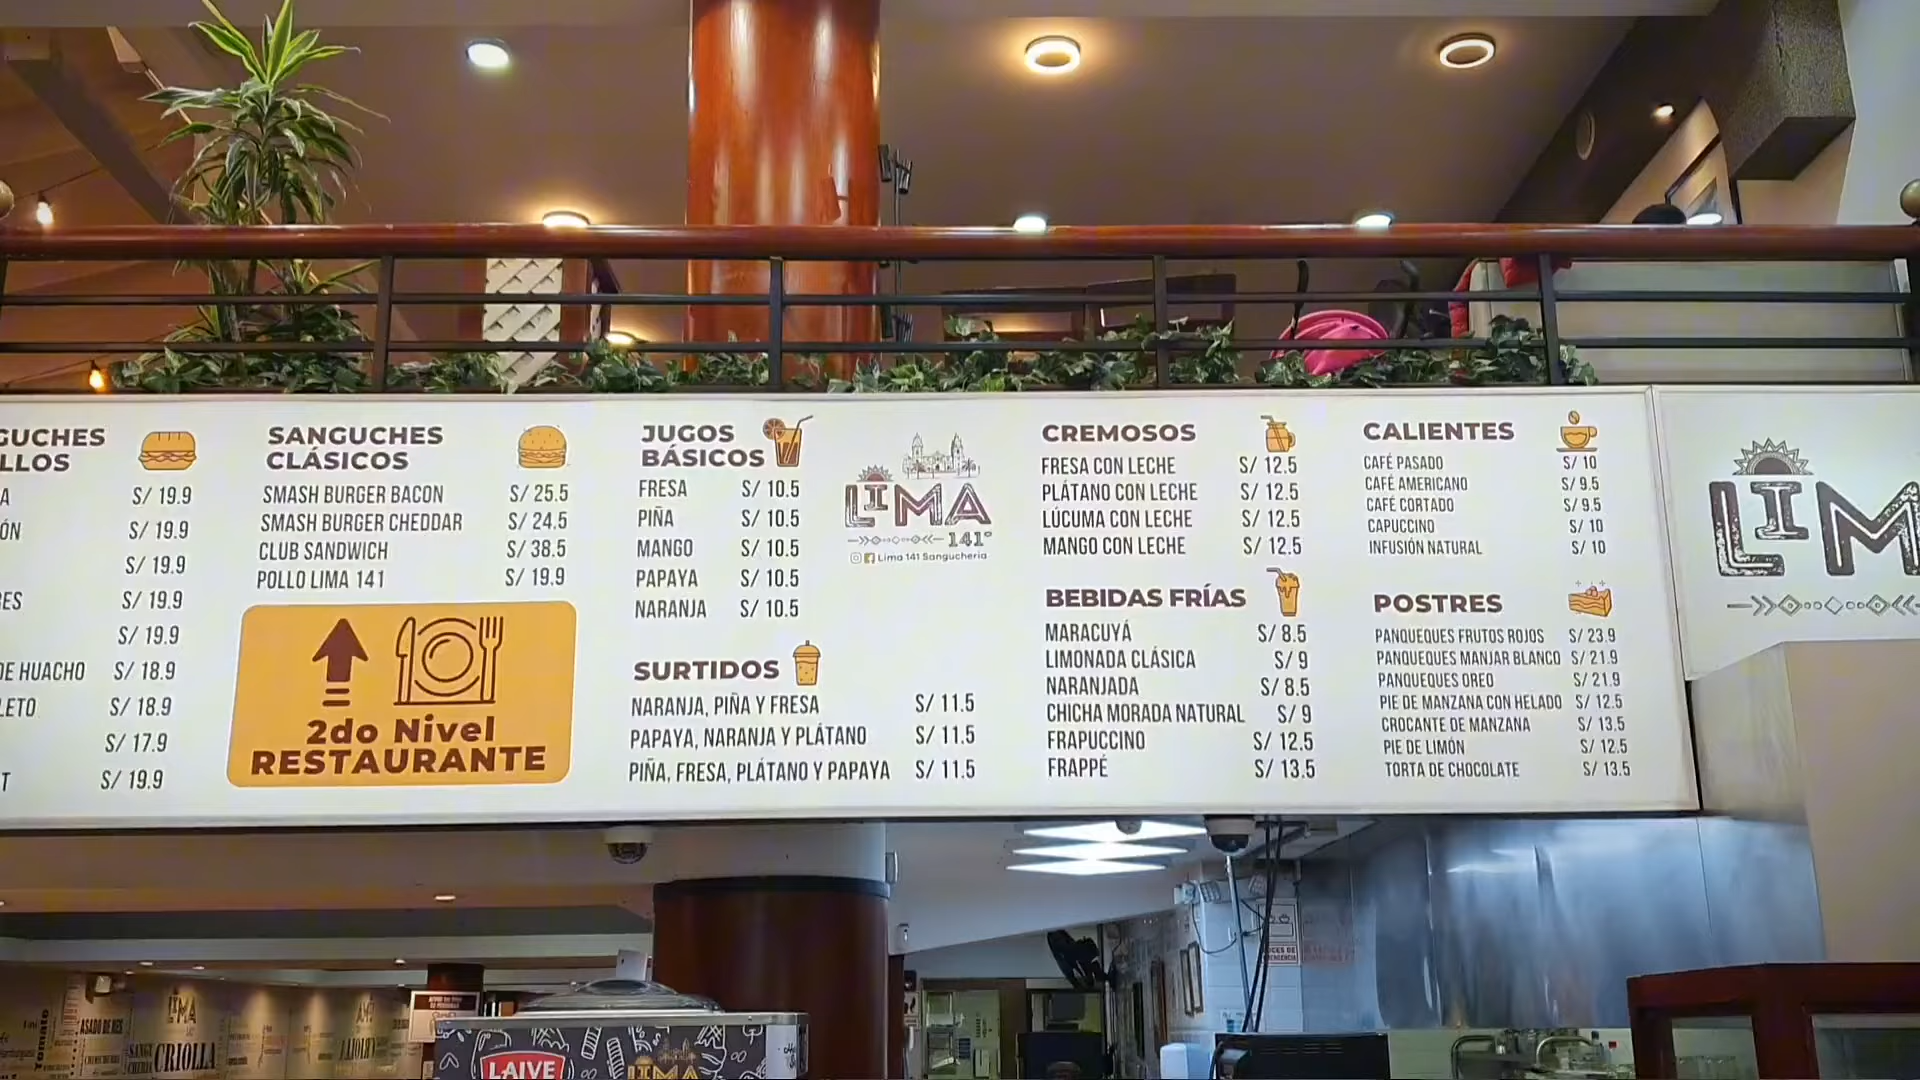 GUCHES
LLOS
A S/ 19.9
ÓN S/ 19.9
S/ 19.9
RES S/ 19.9
S/ 19.9
DE HUACHO S/ 18.9
LETO S/ 18.9
S/ 17.9
T S/ 19.9
SANGUCHES
CLÁSICOS
SMASH BURGER BACON S/ 25.5
SMASH BURGER CHEDDAR S/ 24.5
CLUB SANDWICH S/ 38.5
POLLO LIMA 141 S/ 19.9
2do Nivel
RESTAURANTE
JUGOS
BÁSICOS
FRESA S/ 10.5
PIÑA S/ 10.5
MANGO S/ 10.5
PAPAYA S/ 10.5
NARANJA S/ 10.5
SURTIDOS
NARANJA, PIÑA Y FRESA S/ 11.5
PAPAYA, NARANJA Y PLÁTANO S/ 11.5
PIÑA, FRESA, PLÁTANO Y PAPAYA S/ 11.5
LIMA
141°
Lima 141 Sangucheria
CREMOSOS
FRESA CON LECHE S/ 12.5
PLÁTANO CON LECHE S/ 12.5
LÚCUMA CON LECHE S/ 12.5
MANGO CON LECHE S/ 12.5
BEBIDAS FRÍAS
MARACUYÁ S/ 8.5
LIMONADA CLÁSICA S/ 9
NARANJADA S/ 8.5
CHICHA MORADA NATURAL S/ 9
FRAPUCCINO S/ 12.5
FRAPPÉ S/ 13.5
CALIENTES
CAFÉ PASADO S/ 10
CAFÉ AMERICANO S/ 9.5
CAFÉ CORTADO S/ 9.5
CAPUCCINO S/ 10
INFUSIÓN NATURAL S/ 10
POSTRES
PANQUEQUES FRUTOS ROJOS S/ 23.9
PANQUEQUES MANJAR BLANCO S/ 21.9
PANQUEQUES OREO S/ 21.9
PIE DE MANZANA CON HELADO S/ 12.5
CROCANTE DE MANZANA S/ 13.5
PIE DE LIMÓN S/ 12.5
TORTA DE CHOCOLATE S/ 13.5
LIM
LIMA
ASADO DE RES
CRIOLLA
LAIVE
LIMA